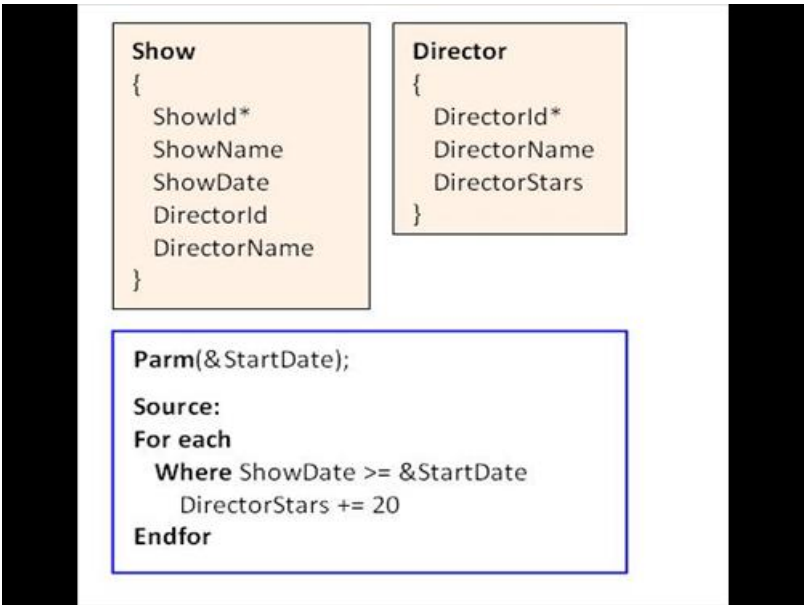 Show
{
ShowId*
ShowName
ShowDate
DirectorId
DirectorName
}
Director
{
DirectorId*
DirectorName
DirectorStars
}
Parm(&StartDate);
Source:
For each
Where ShowDate >= &StartDate
DirectorStars += 20
Endfor